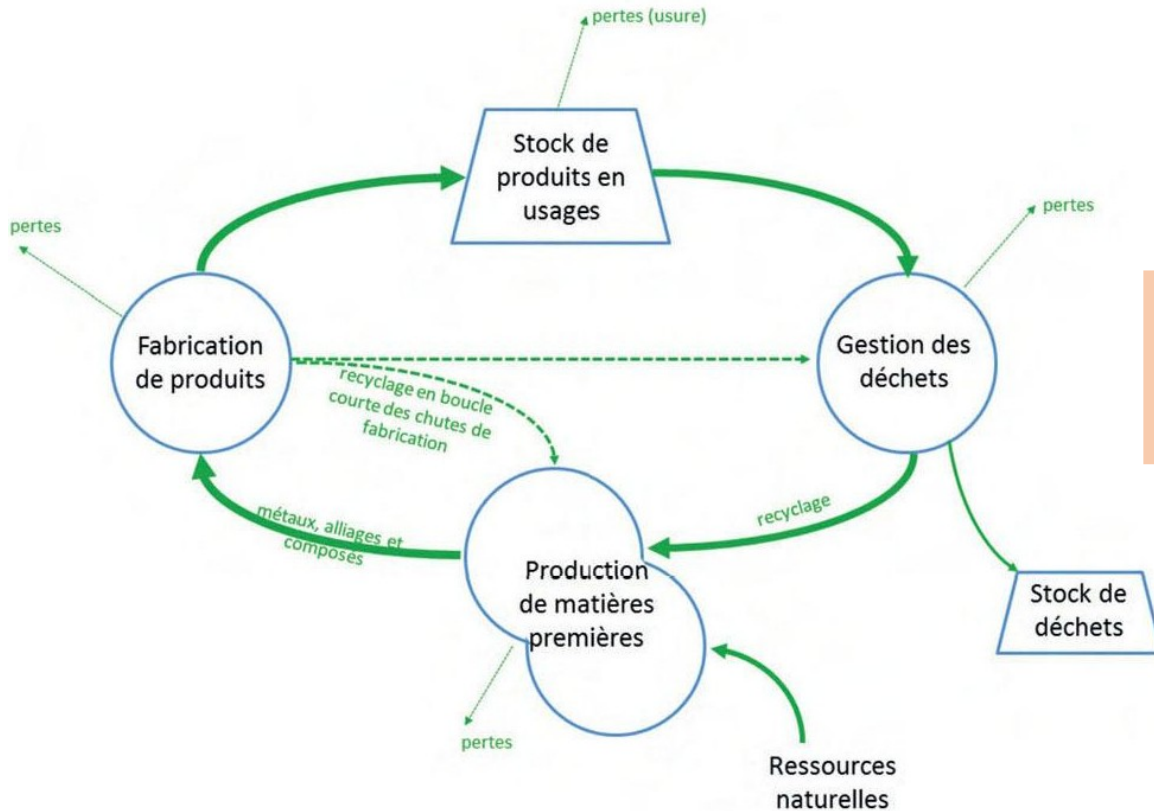 pertes (usure)
Stock de
produits en
usages
pertes
pertes
Fabrication
de produits
Gestion des
déchets
recyclage en boucle
courte des chutes de
fabrication
métaux, alliages et
composés
recyclage
Production
de matières
premières
Stock de
déchets
pertes
Ressources
naturelles